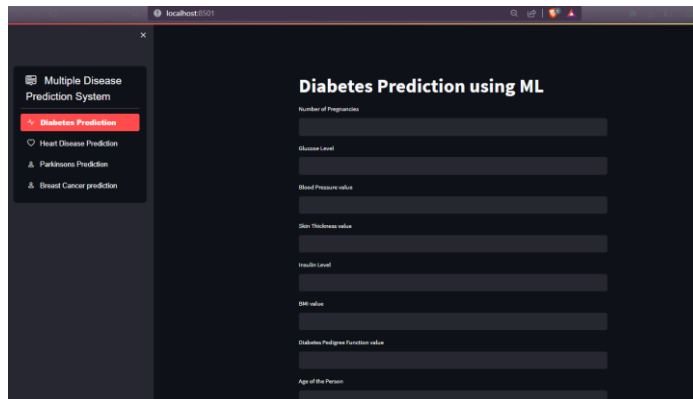 localhost:8501
Multiple Disease
Prediction System
Diabetes Prediction
Heart Disease Prediction
Parkinsons Prediction
Breast Cancer prediction
Diabetes Prediction using ML
Number of Pregnancies
Glucose Level
Blood Pressure value
Skin Thickness value
Insulin Level
BMI value
Diabetes Pedigree Function value
Age of the Person